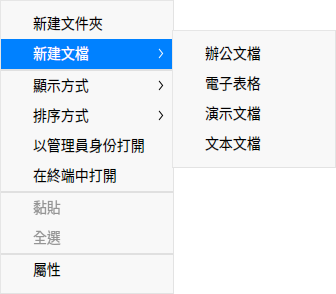 新建文件夾
新建文檔
顯示方式
排序方式
以管理員身份打開
在終端中打開
黏貼
全選
屬性
辦公文檔
電子表格
演示文檔
文本文檔